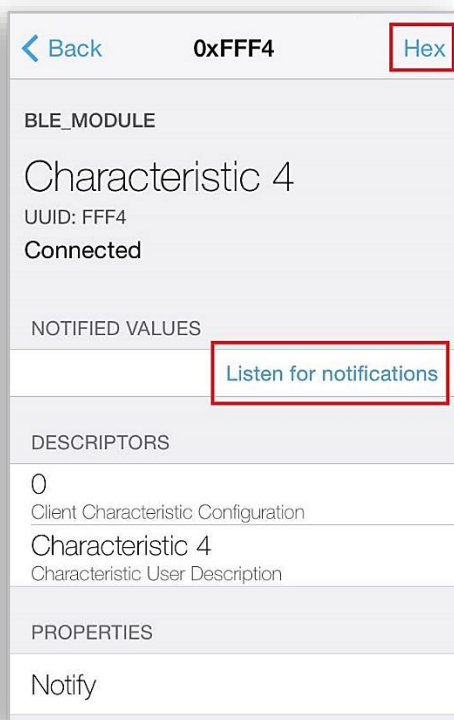 Back 0xFFF4 Hex
BLE_MODULE
Characteristic 4
UUID: FFF4
Connected
NOTIFIED VALUES
Listen for notifications
DESCRIPTORS
0
Client Characteristic Configuration
Characteristic 4
Characteristic User Description
PROPERTIES
Notify